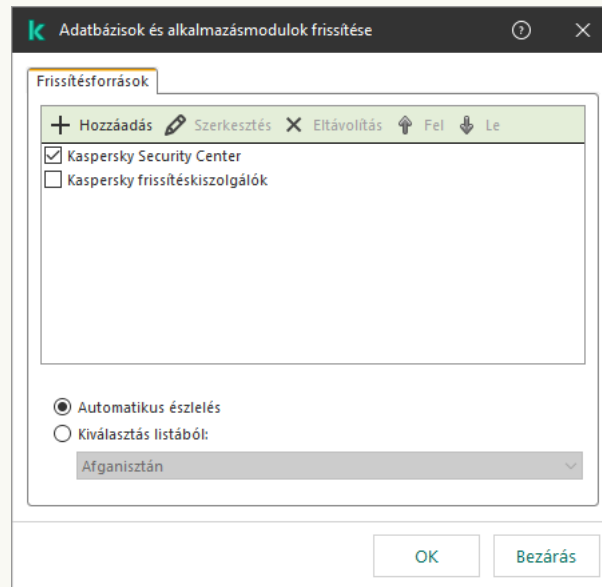 Adatbázisok és alkalmazásmodulok frissítése
Frissítésforrások
Hozzáadás Szerkesztés Eltávolítás Fel Le
Kaspersky Security Center
Kaspersky frissítéskiszolgálók
Automatikus észlelés
Kiválasztás listából:
Afganisztán
OK Bezárás